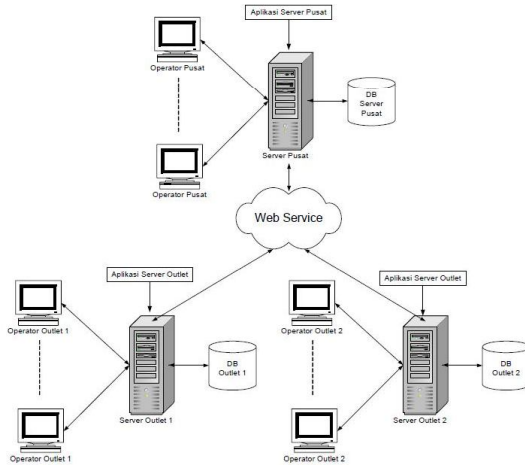 Aplikasi Server Pusat
Operator Pusat
DB
Server
Pusat
Operator Pusat
Server Pusat
Web Service
Aplikasi Server Outlet
Operator Outlet 1
DB
Outlet 1
Server Outlet 1
Operator Outlet 1
Aplikasi Server Outlet
Operator Outlet 2
DB
Outlet 2
Server Outlet 2
Operator Outlet 2